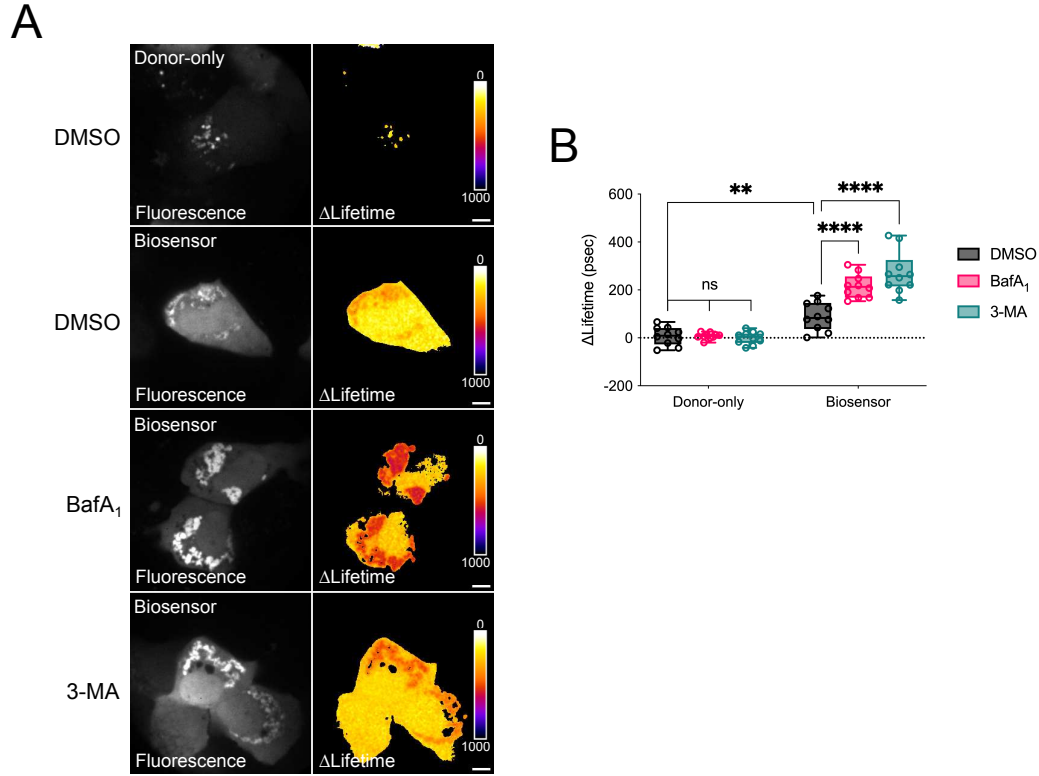 A
Donor-only
0
DMSO
1000
Fluorescence
ΔLifetime
Biosensor
0
DMSO
1000
Fluorescence
ΔLifetime
Biosensor
0
BafA₁
1000
Fluorescence
ΔLifetime
Biosensor
0
3-MA
1000
Fluorescence
ΔLifetime
B
600
400
200
0
-200
ΔLifetime (psec)
**
****
****
ns
Donor-only
Biosensor
DMSO
BafA₁
3-MA